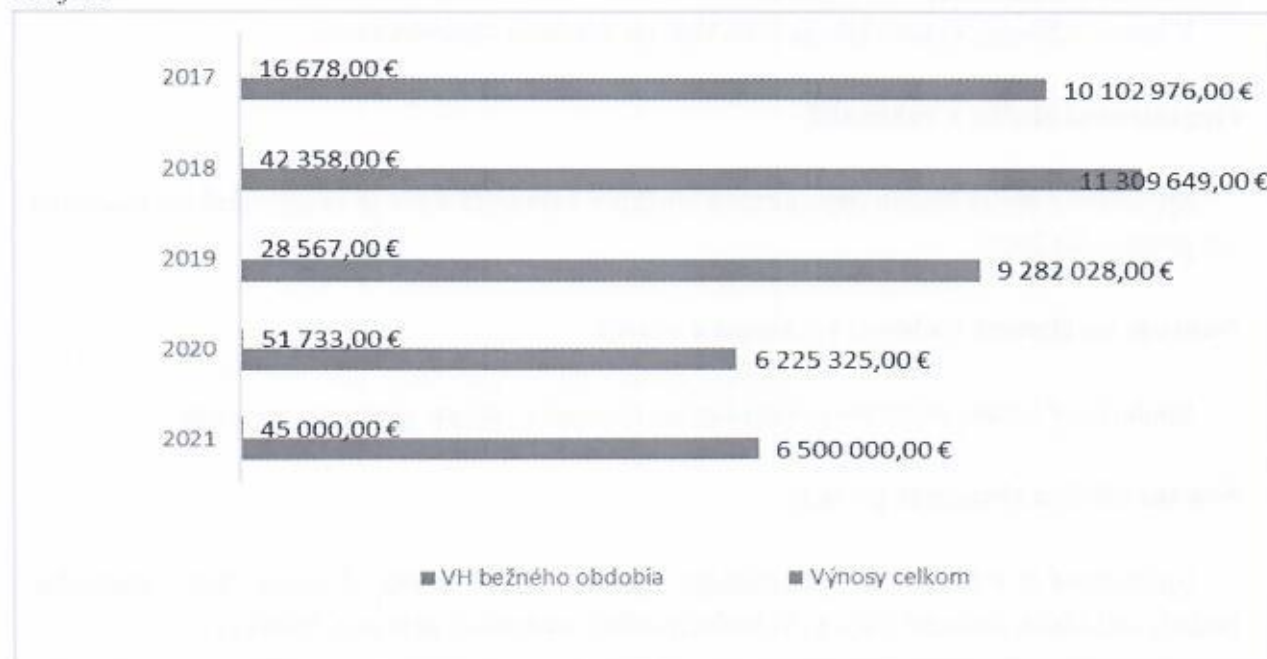 2017
16 678,00 €
10 102 976,00 €
2018
42 358,00 €
11 309 649,00 €
2019
28 567,00 €
9 282 028,00 €
2020
51 733,00 €
6 225 325,00 €
2021
45 000,00 €
6 500 000,00 €
VH bežného obdobia Výnosy celkom